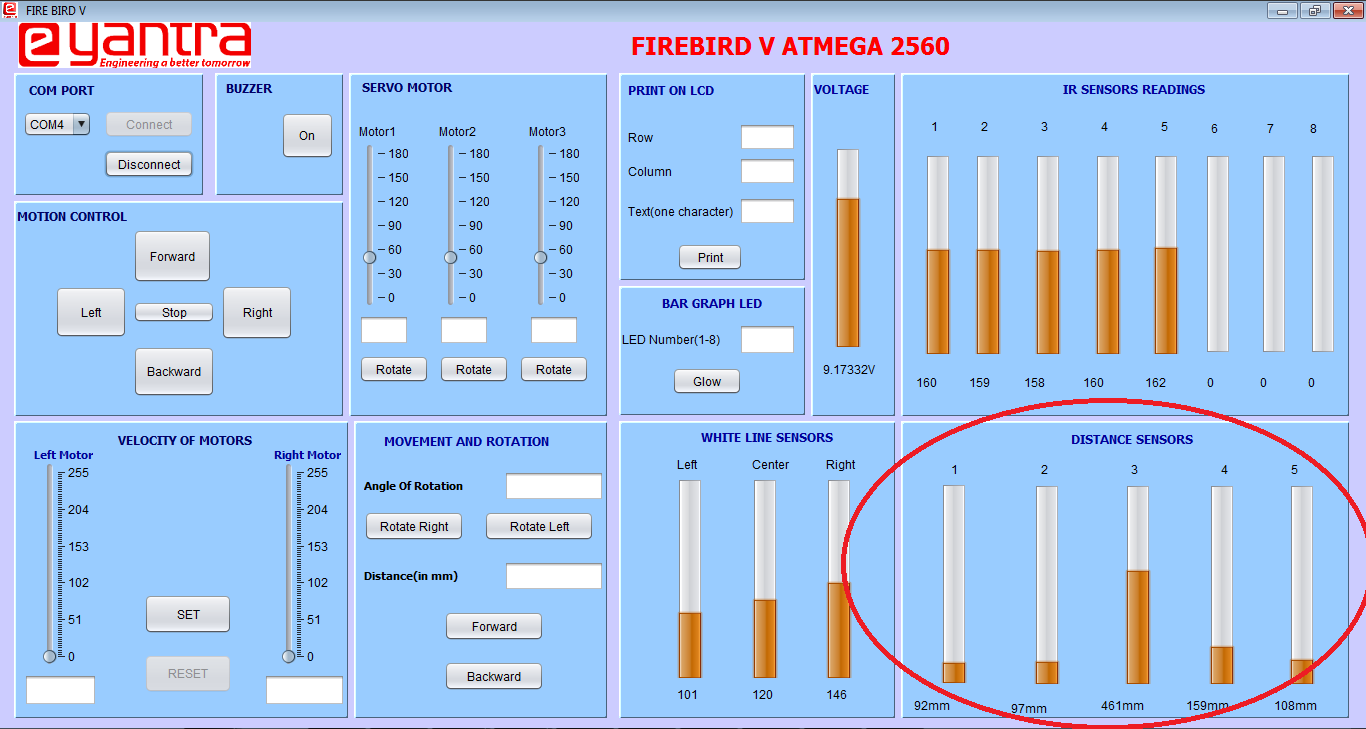 FIRE BIRD V
e yantra
Engineering a better tomorrow
FIREBIRD V ATMEGA 2560
COM PORT
COM4
Connect
Disconnect
BUZZER
On
MOTION CONTROL
Forward
Left
Stop
Right
Backward
SERVO MOTOR
Motor1 Motor2 Motor3
180 180 180
150 150 150
120 120 120
90 90 90
60 60 60
30 30 30
0 0 0
Rotate Rotate Rotate
PRINT ON LCD
Row
Column
Text(one character)
Print
BAR GRAPH LED
LED Number(1-8)
Glow
VOLTAGE
9.17332V
IR SENSORS READINGS
1 2 3 4 5 6 7 8
160 159 158 160 162 0 0 0
VELOCITY OF MOTORS
Left Motor Right Motor
255 255
204 204
153 153
102 102
51 51
0 0
SET
RESET
MOVEMENT AND ROTATION
Angle Of Rotation
Rotate Right Rotate Left
Distance(in mm)
Forward
Backward
WHITE LINE SENSORS
Left Center Right
101 120 146
DISTANCE SENSORS
1 2 3 4 5
92mm 97mm 461mm 159mm 108mm